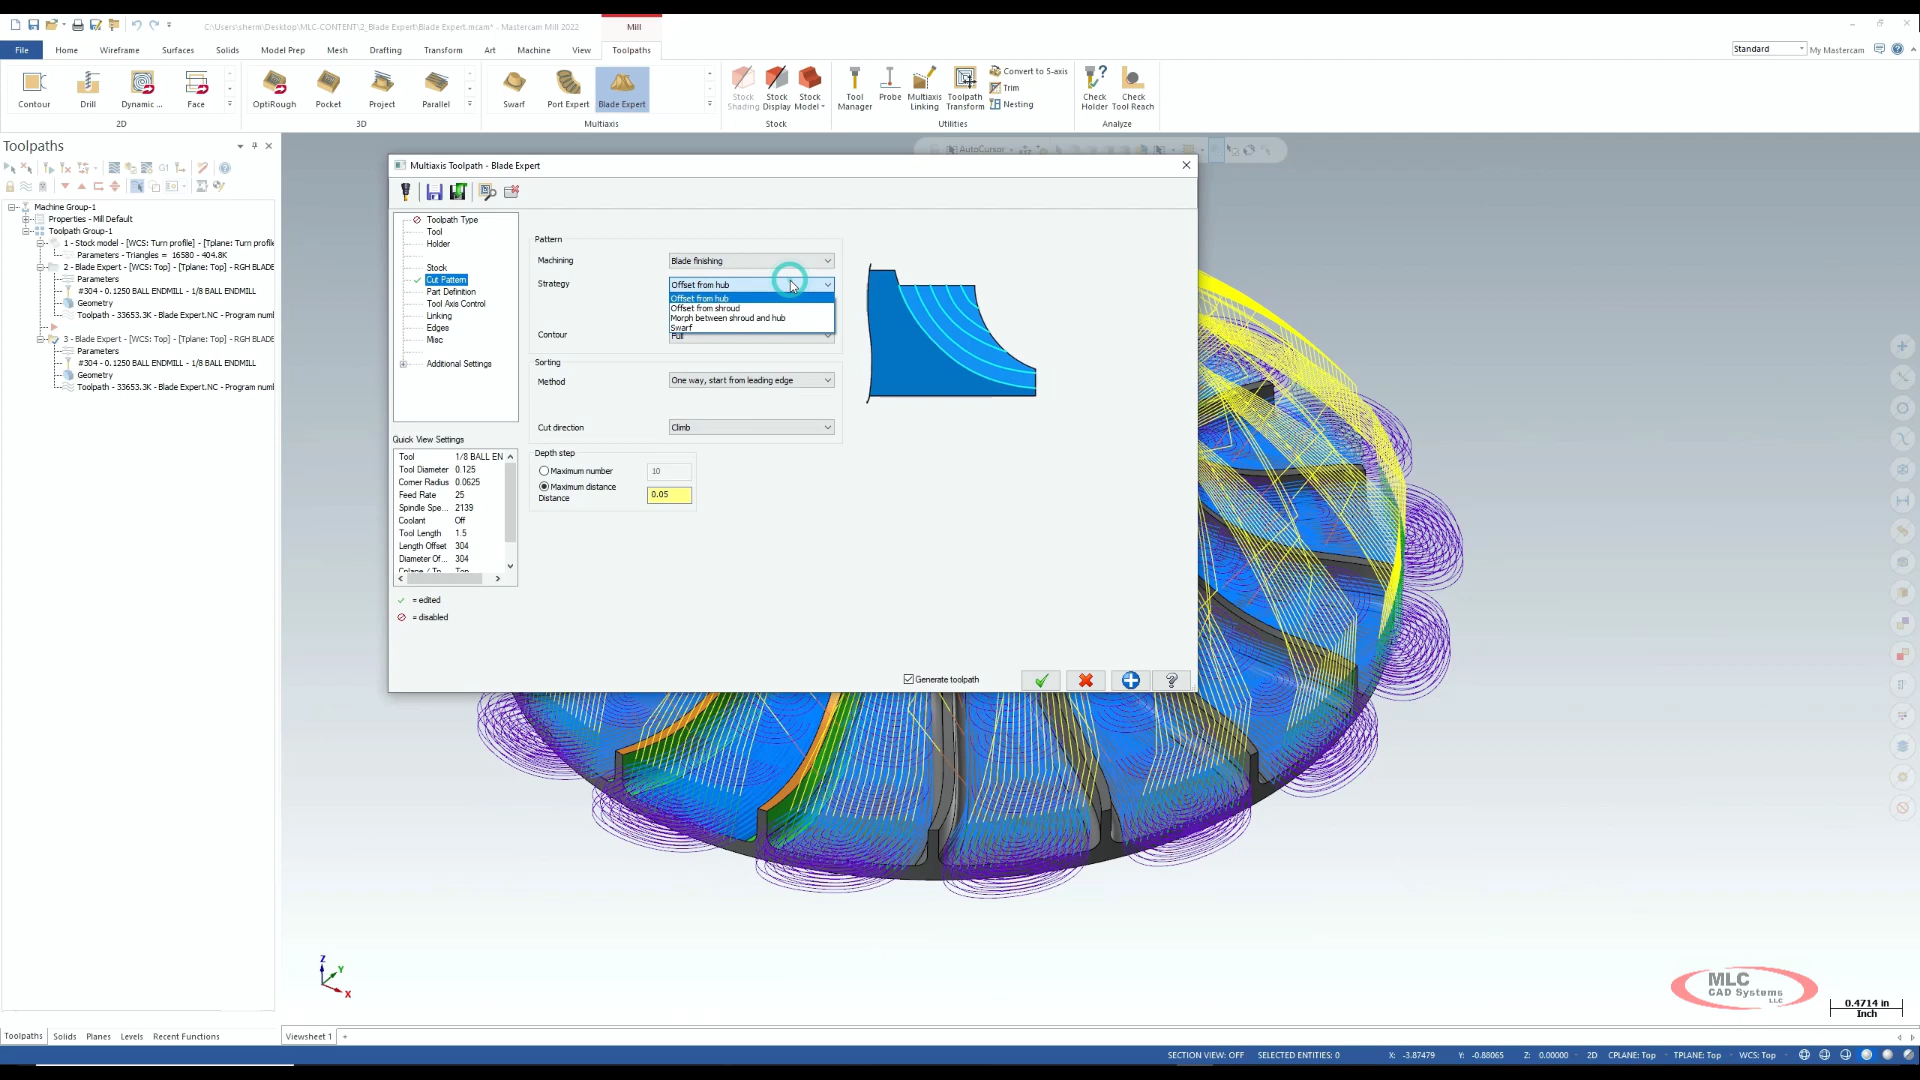 C:\Users\sherm\Desktop\MLC-CONTENT\2_Blade Expert\Blade Expert.mcam* - Mastercam Mill 2022
Mill
File Home Wireframe Surfaces Solids Model Prep Mesh Drafting Transform Art Machine View Toolpaths
Standard My Mastercam
Contour Drill Dynamic ... Face OptiRough Pocket Project Parallel Swarf Port Expert Blade Expert
Stock Shading Stock Display Stock Model
Tool Manager Probe Multiaxis Linking Toolpath Transform
Convert to 5-axis
Trim
Nesting
Check Holder Check Tool Reach
2D 3D Multiaxis Stock Utilities Analyze
Toolpaths
AutoCursor
G1
Machine Group-1
Properties - Mill Default
Toolpath Group-1
1 - Stock model - [WCS: Turn profile] - [Tplane: Turn profile
Parameters - Triangles = 16580 - 404.8K
2 - Blade Expert - [WCS: Top] - [Tplane: Top] - RGH BLADE
Parameters
#304 - 0.1250 BALL ENDMILL - 1/8 BALL ENDMILL
Geometry
Toolpath - 33653.3K - Blade Expert.NC - Program numl
3 - Blade Expert - [WCS: Top] - [Tplane: Top] - RGH BLADE
Parameters
#304 - 0.1250 BALL ENDMILL - 1/8 BALL ENDMILL
Geometry
Toolpath - 33653.3K - Blade Expert.NC - Program numl
Multiaxis Toolpath - Blade Expert
Toolpath Type
Tool
Holder
Stock
Cut Pattern
Part Definition
Tool Axis Control
Linking
Edges
Misc
Additional Settings
Quick View Settings
Tool 1/8 BALL EN
Tool Diameter 0.125
Corner Radius 0.0625
Feed Rate 25
Spindle Spe... 2139
Coolant Off
Tool Length 1.5
Length Offset 304
Diameter Of... 304
Cplane / Tp... Top
= edited
= disabled
Pattern
Machining Blade finishing
Strategy Offset from hub
Offset from hub
Offset from shroud
Morph between shroud and hub
Swarf
Contour Full
Sorting
Method One way, start from leading edge
Cut direction Climb
Depth step
Maximum number 10
Maximum distance
Distance 0.05
Generate toolpath
Z
Y
X
MLC
CAD Systems
LLC
0.4714 in
Inch
Toolpaths Solids Planes Levels Recent Functions
Viewsheet 1 +
SECTION VIEW: OFF SELECTED ENTITIES: 0 X: -3.87479 Y: -0.88065 Z: 0.00000 2D CPLANE: Top TPLANE: Top WCS: Top